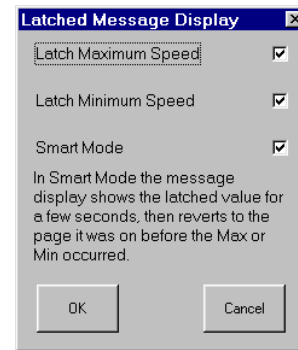 Latched Message Display
Latch Maximum Speed
Latch Minimum Speed
Smart Mode
In Smart Mode the message
display shows the latched value for
a few seconds, then reverts to the
page it was on before the Max or
Min occurred.
OK Cancel